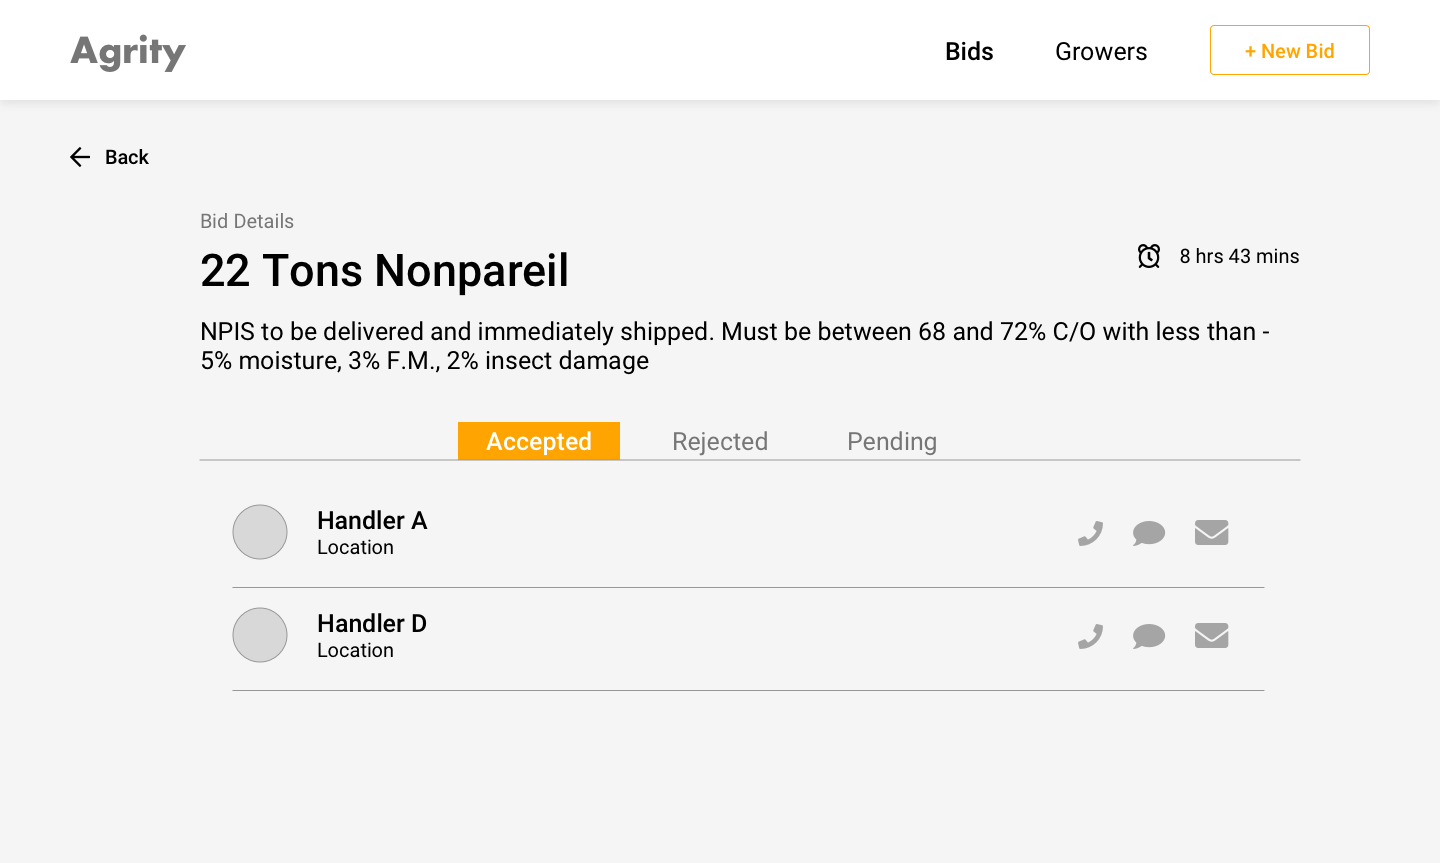 Agrity
Bids
Growers
+ New Bid
Back
Bid Details
22 Tons Nonpareil
8 hrs 43 mins
NPIS to be delivered and immediately shipped. Must be between 68 and 72% C/O with less than -
5% moisture, 3% F.M., 2% insect damage
Accepted
Rejected
Pending
Handler A
Location
Handler D
Location